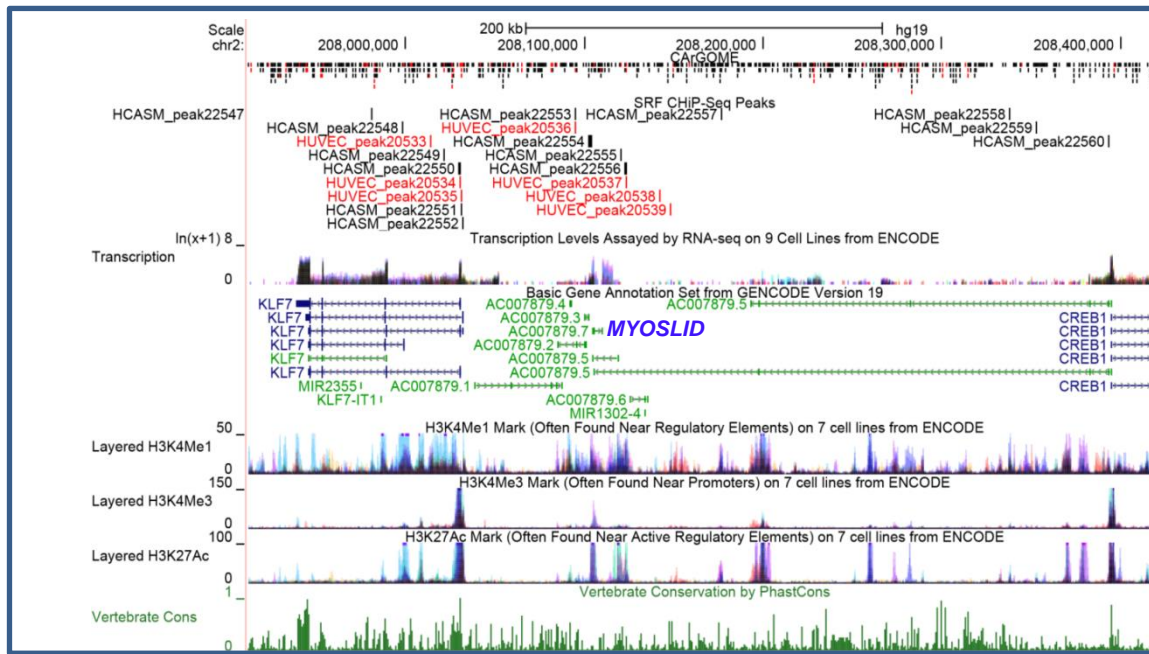 Scale 200 kb hg19
chr2: 208,000,000 208,100,000 208,200,000 208,300,000 208,400,000
CArGOME
SRF CHiP-Seq Peaks
HCASM_peak22547 HCASM_peak22553 HCASM_peak22557 HCASM_peak22558
HCASM_peak22548 HUVEC_peak20536 HCASM_peak22559
HUVEC_peak20533 HCASM_peak22554 HCASM_peak22560
HCASM_peak22549 HCASM_peak22555
HCASM_peak22550 HCASM_peak22556
HUVEC_peak20534 HUVEC_peak20537
HUVEC_peak20535 HUVEC_peak20538
HCASM_peak22551 HUVEC_peak20539
HCASM_peak22552
ln(x+1) 8 Transcription Levels Assayed by RNA-seq on 9 Cell Lines from ENCODE
Transcription
0
Basic Gene Annotation Set from GENCODE Version 19
KLF7 AC007879.4 AC007879.5
KLF7 AC007879.3 CREB1
KLF7 AC007879.7 MYOSLID CREB1
KLF7 AC007879.2 CREB1
KLF7 AC007879.5 CREB1
KLF7 AC007879.5 CREB1
MIR2355 AC007879.1 CREB1
KLF7-IT1 AC007879.6
MIR1302-4
50 H3K4Me1 Mark (Often Found Near Regulatory Elements) on 7 cell lines from ENCODE
Layered H3K4Me1
0
150 H3K4Me3 Mark (Often Found Near Promoters) on 7 cell lines from ENCODE
Layered H3K4Me3
0
100 H3K27Ac Mark (Often Found Near Active Regulatory Elements) on 7 cell lines from ENCODE
Layered H3K27Ac
0
1 Vertebrate Conservation by PhastCons
Vertebrate Cons
0